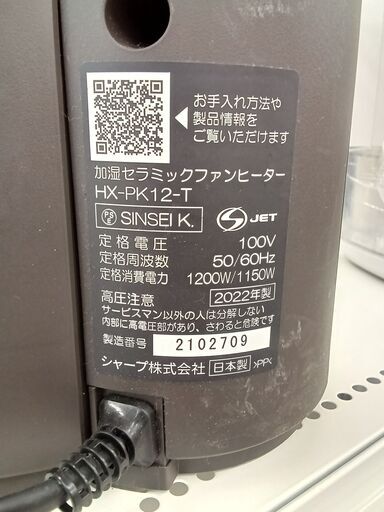 お手入れ方法や
製品情報を
ご覧いただけます
加湿セラミックファンヒーター
HX-PK12-T
PSE SINSEI K. S JET
定格電圧 100V
定格周波数 50/60Hz
定格消費電力 1200W/1150W
高圧注意 2022年製
サービスマン以外の人は分解しない
内部に高電圧部があり、さわると危険です
製造番号 2102709
シャープ株式会社 日本製 >PP<